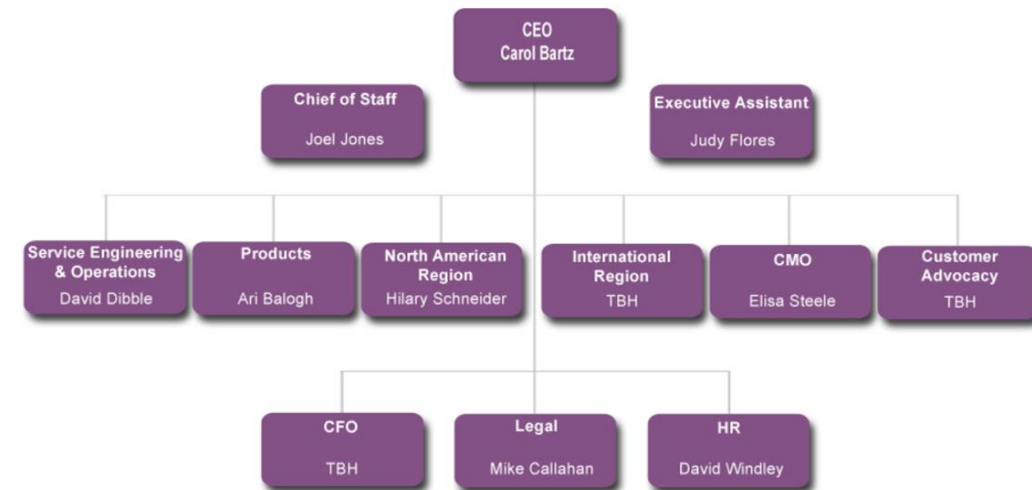 CEO
Carol Bartz
Chief of Staff
Joel Jones
Executive Assistant
Judy Flores
Service Engineering
& Operations
David Dibble
Products
Ari Balogh
North American
Region
Hilary Schneider
International
Region
TBH
CMO
Elisa Steele
Customer
Advocacy
TBH
CFO
TBH
Legal
Mike Callahan
HR
David Windley